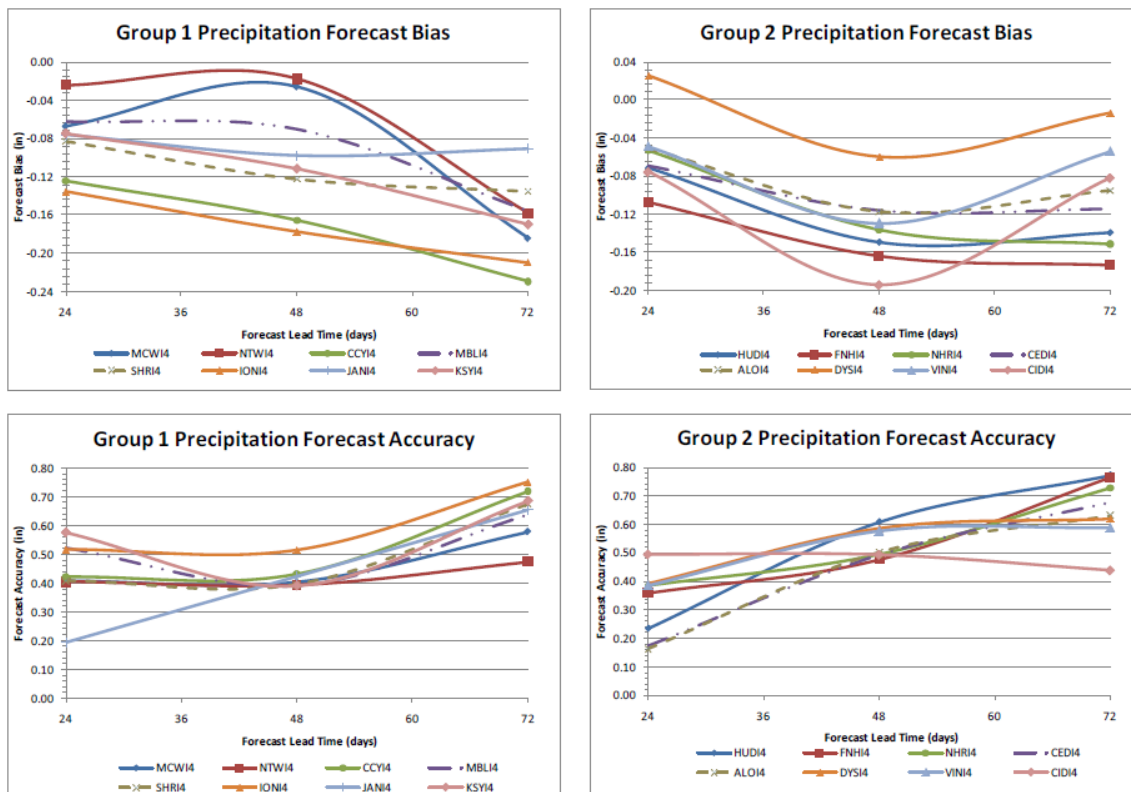 Group 1 Precipitation Forecast Bias
Forecast Bias (in)
0.00
-0.04
-0.08
-0.12
-0.16
-0.20
-0.24
24 36 48 60 72
Forecast Lead Time (days)
MCWI4 NTWI4 CCYI4 MBLI4
SHRI4 IONI4 JANI4 KSYI4
Group 2 Precipitation Forecast Bias
Forecast Bias (in)
0.04
0.00
-0.04
-0.08
-0.12
-0.16
-0.20
24 36 48 60 72
Forecast Lead Time (days)
HUDI4 FNHI4 NHRI4 CEDI4
ALOI4 DYSI4 VINI4 CIDI4
Group 1 Precipitation Forecast Accuracy
Forecast Accuracy (in)
0.80
0.70
0.60
0.50
0.40
0.30
0.20
0.10
0.00
24 36 48 60 72
Forecast Lead Time (days)
MCWI4 NTWI4 CCYI4 MBLI4
SHRI4 IONI4 JANI4 KSYI4
Group 2 Precipitation Forecast Accuracy
Forecast Accuracy (in)
0.80
0.70
0.60
0.50
0.40
0.30
0.20
0.10
0.00
24 36 48 60 72
Forecast Lead Time (days)
HUDI4 FNHI4 NHRI4 CEDI4
ALOI4 DYSI4 VINI4 CIDI4